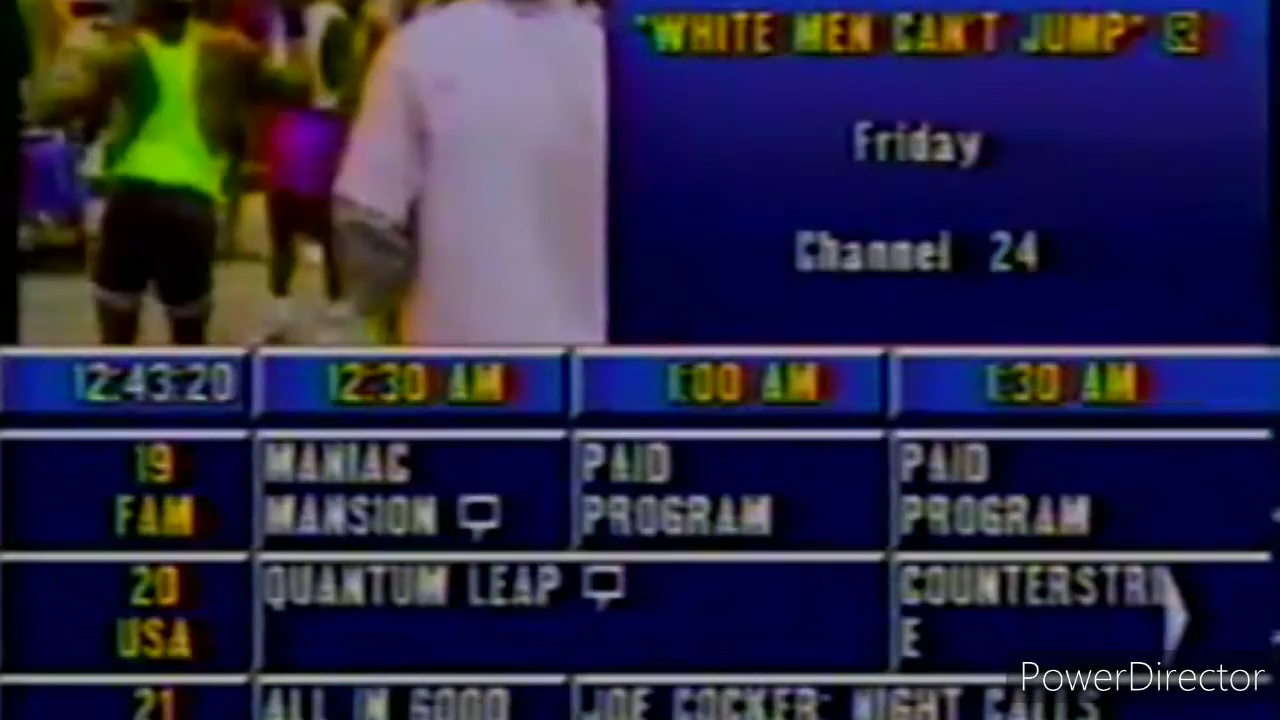 "WHITE MEN CAN'T JUMP" R
Friday
Channel 24
12:43:20 12:30 AM 1:00 AM 1:30 AM
19 MANIAC PAID PAID
FAM MANSION PROGRAM PROGRAM
20 QUANTUM LEAP COUNTERSTRI
USA E
21 ALL IN GOOD JOE COCKER: NIGHT CALLS
PowerDirector